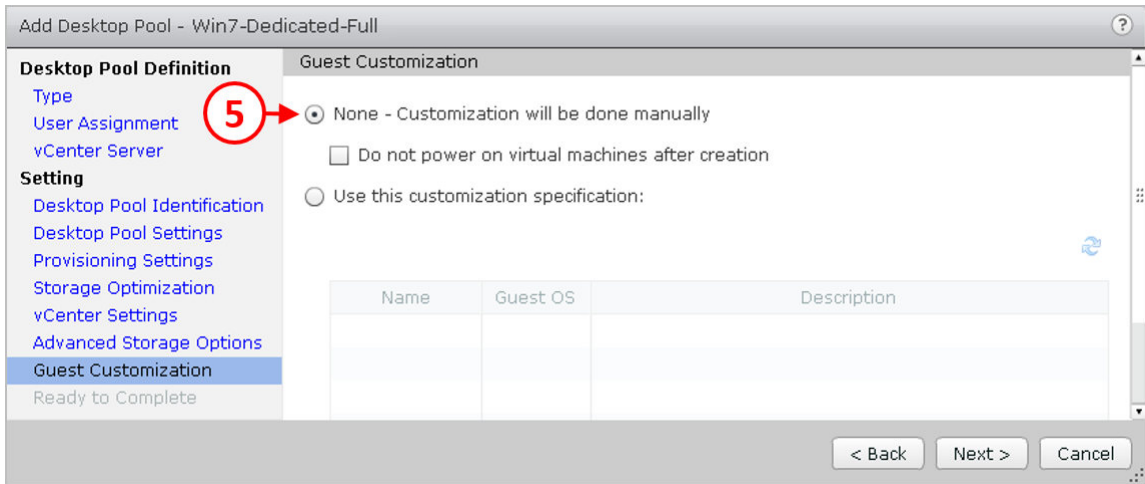 Add Desktop Pool - Win7-Dedicated-Full
?
Desktop Pool Definition
Type
User Assignment
vCenter Server
Setting
Desktop Pool Identification
Desktop Pool Settings
Provisioning Settings
Storage Optimization
vCenter Settings
Advanced Storage Options
Guest Customization
Ready to Complete
Guest Customization
5
None - Customization will be done manually
Do not power on virtual machines after creation
Use this customization specification:
Name Guest OS Description
< Back Next > Cancel